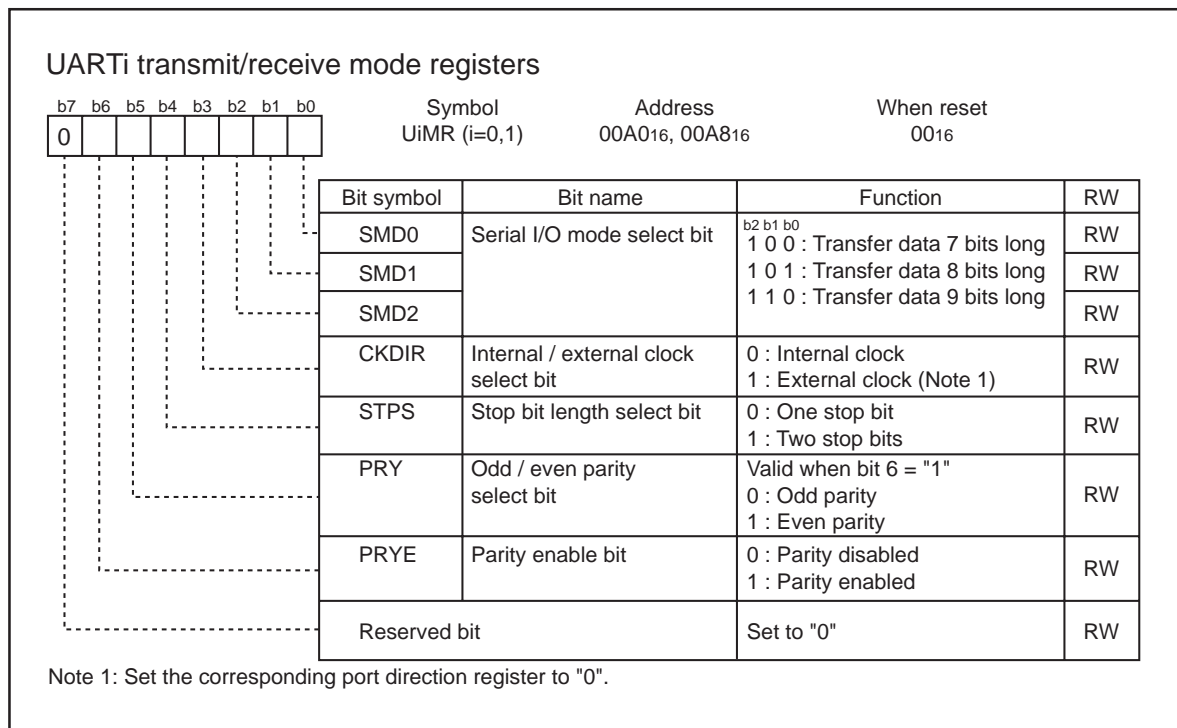 UARTi transmit/receive mode registers
b7 b6 b5 b4 b3 b2 b1 b0
0
Symbol Address When reset
UiMR (i=0,1) 00A016, 00A816 0016
Bit symbol Bit name Function RW
SMD0 Serial I/O mode select bit b2 b1 b0 RW
1 0 0 : Transfer data 7 bits long
SMD1 1 0 1 : Transfer data 8 bits long RW
1 1 0 : Transfer data 9 bits long
SMD2 RW
CKDIR Internal / external clock 0 : Internal clock RW
select bit 1 : External clock (Note 1)
STPS Stop bit length select bit 0 : One stop bit RW
1 : Two stop bits
PRY Odd / even parity Valid when bit 6 = "1"
select bit 0 : Odd parity RW
1 : Even parity
PRYE Parity enable bit 0 : Parity disabled RW
1 : Parity enabled
Reserved bit Set to "0" RW
Note 1: Set the corresponding port direction register to "0".